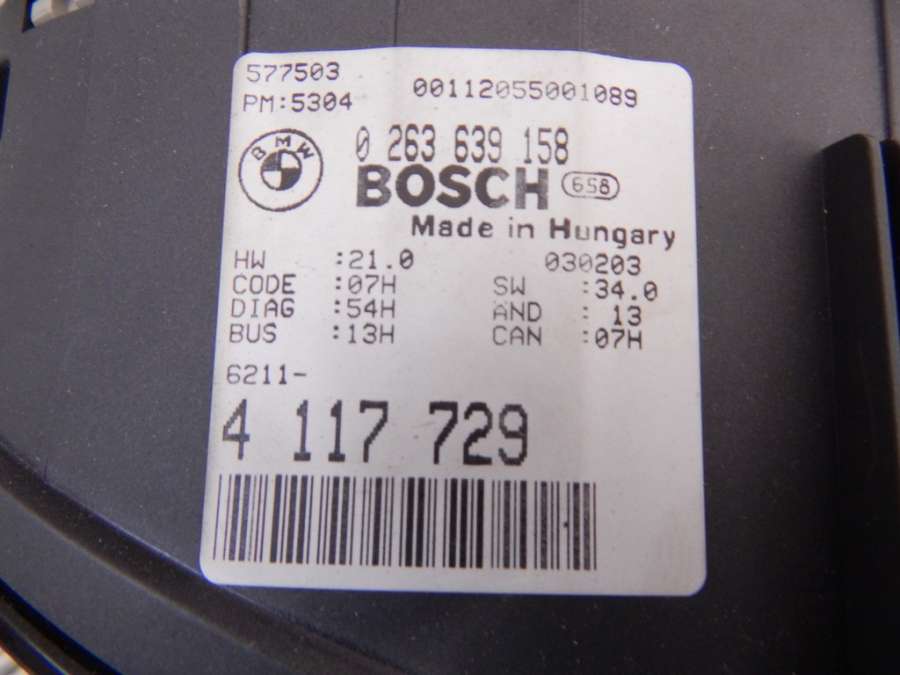 577503 00112055001089
PM:5304
BMW
0 263 639 158
BOSCH 658
Made in Hungary
HW :21.0 030203
CODE :07H SW :34.0
DIAG :54H AND : 13
BUS :13H CAN :07H
6211-
4 117 729